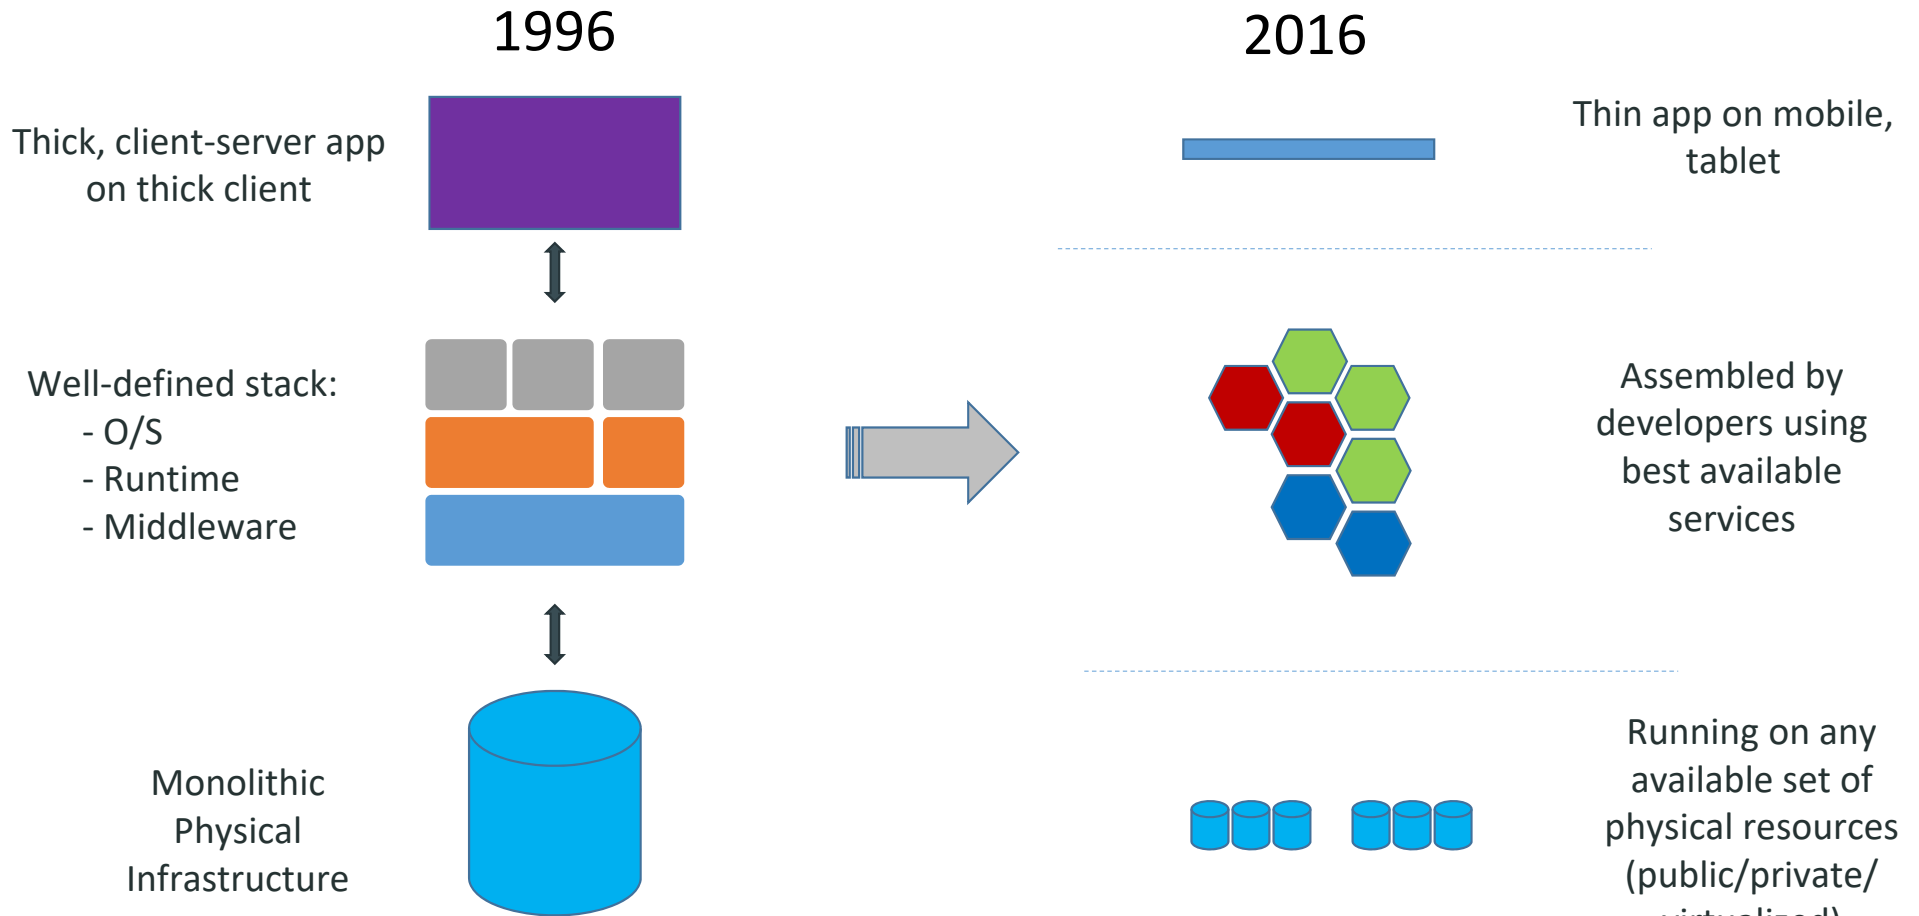 1996
2016
Thick, client-server app
on thick client
Thin app on mobile,
tablet
Well-defined stack:
- O/S
- Runtime
- Middleware
Assembled by
developers using
best available
services
Monolithic
Physical
Infrastructure
Running on any
available set of
physical resources
(public/private/
virtualized)